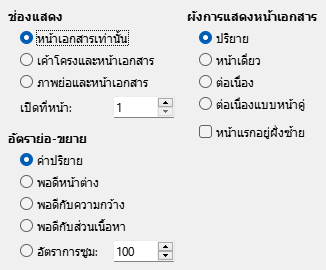 ช่องแสดง
หน้าเอกสารเท่านั้น
เค้าโครงและหน้าเอกสาร
ภาพย่อและหน้าเอกสาร
เปิดที่หน้า: 1
อัตราย่อ-ขยาย
ค่าปริยาย
พอดีหน้าต่าง
พอดีกับความกว้าง
พอดีกับส่วนเนื้อหา
อัตราการซูม: 100
ผังการแสดงหน้าเอกสาร
ปริยาย
หน้าเดี่ยว
ต่อเนื่อง
ต่อเนื่องแบบหน้าคู่
หน้าแรกอยู่ฝั่งซ้าย